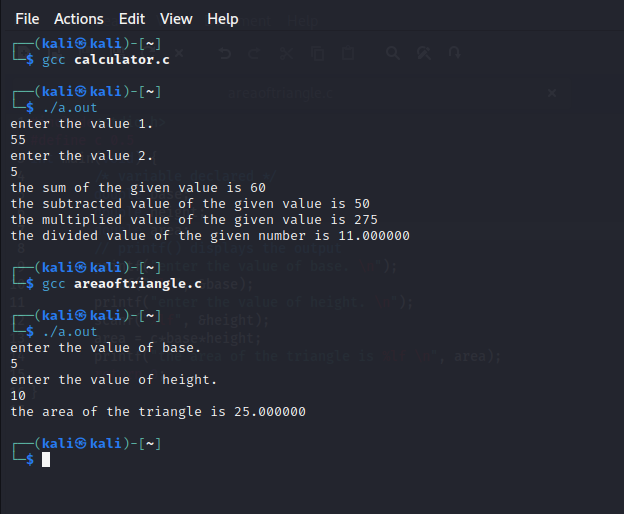 File Actions Edit View Help
┌──(kali㉿kali)-[~]
└─$ gcc calculator.c
┌──(kali㉿kali)-[~]
└─$ ./a.out
enter the value 1.
55
enter the value 2.
5
the sum of the given value is 60
the subtracted value of the given value is 50
the multiplied value of the given value is 275
the divided value of the given number is 11.000000
┌──(kali㉿kali)-[~]
└─$ gcc areaoftriangle.c
┌──(kali㉿kali)-[~]
└─$ ./a.out
enter the value of base.
5
enter the value of height.
10
the area of the triangle is 25.000000
┌──(kali㉿kali)-[~]
└─$